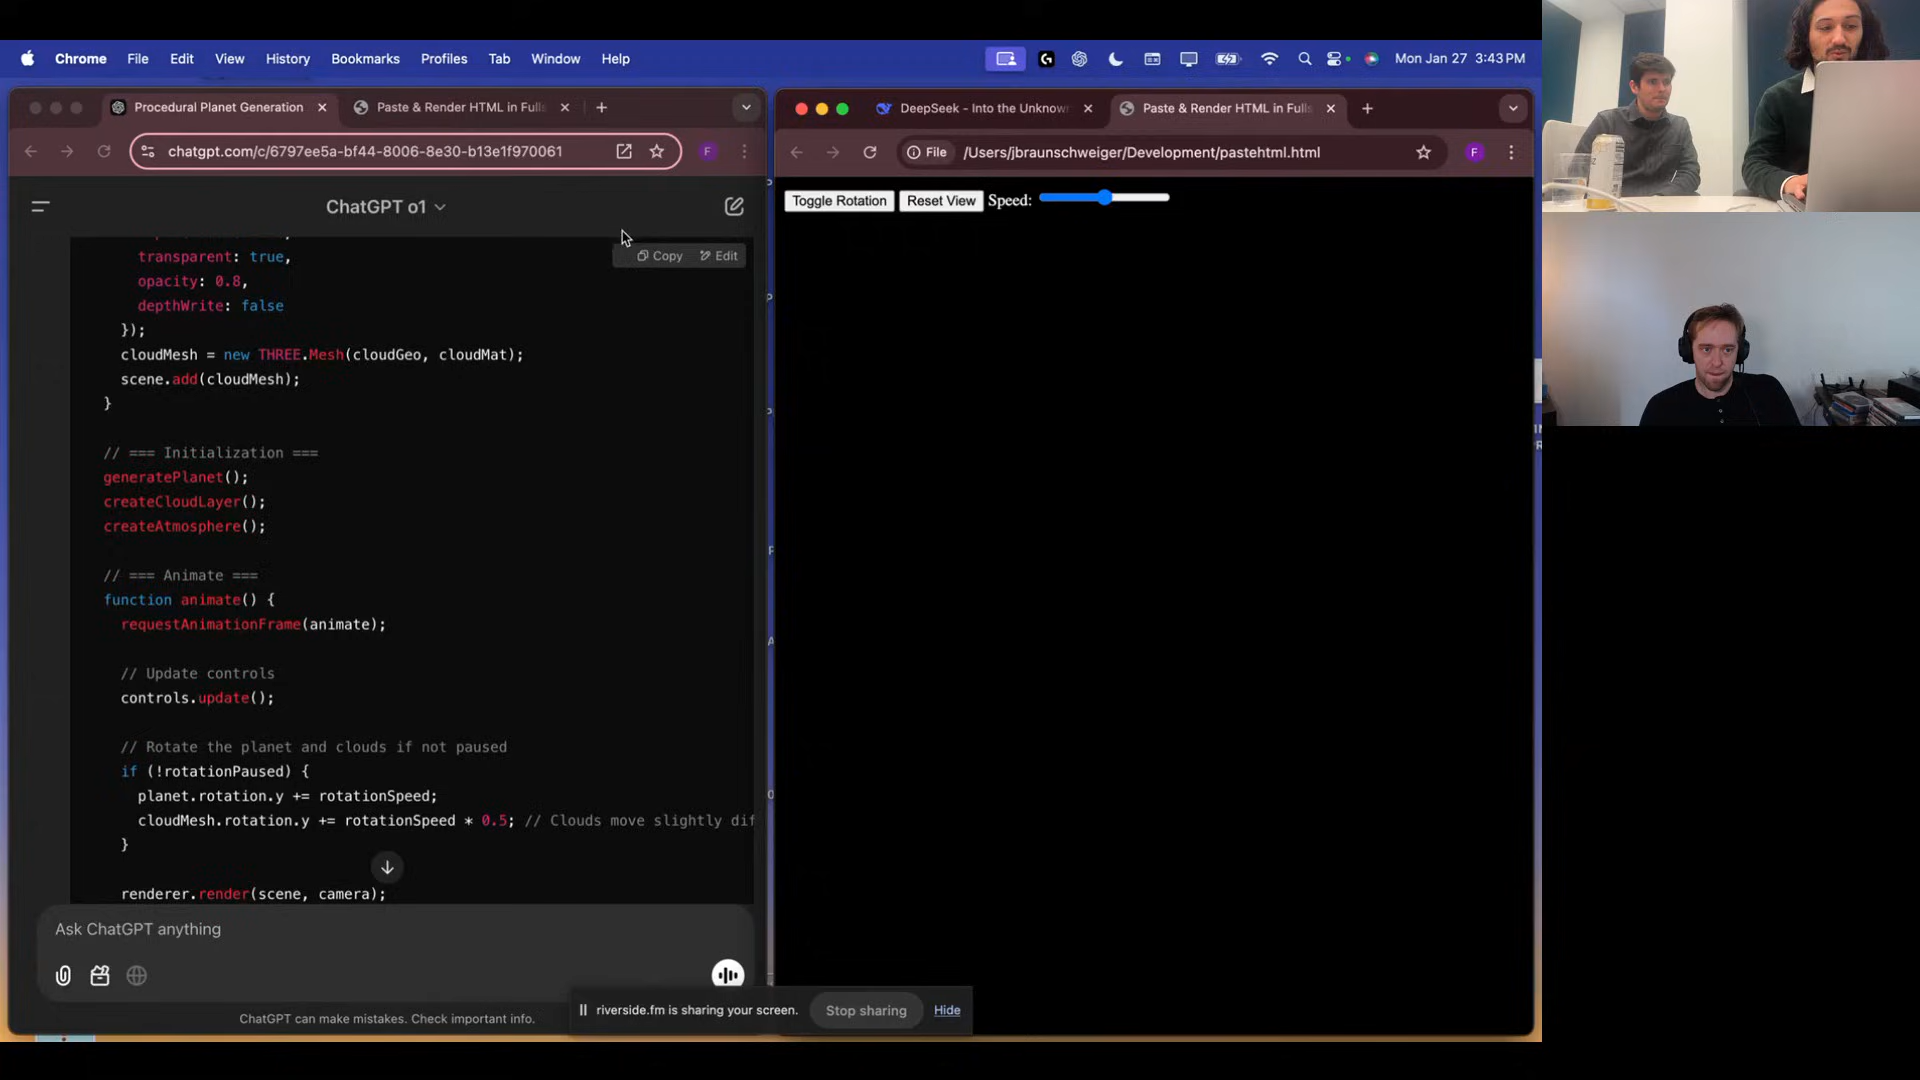 Chrome File Edit View History Bookmarks Profiles Tab Window Help
Mon Jan 27 3:43 PM
Procedural Planet Generation
Paste & Render HTML in Fulls
chatgpt.com/c/6797ee5a-bf44-8006-8e30-b13e1f970061
F
ChatGPT o1
Copy Edit
transparent: true,
opacity: 0.8,
depthWrite: false
});
cloudMesh = new THREE.Mesh(cloudGeo, cloudMat);
scene.add(cloudMesh);
}
// === Initialization ===
generatePlanet();
createCloudLayer();
createAtmosphere();
// === Animate ===
function animate() {
requestAnimationFrame(animate);
// Update controls
controls.update();
// Rotate the planet and clouds if not paused
if (!rotationPaused) {
planet.rotation.y += rotationSpeed;
cloudMesh.rotation.y += rotationSpeed * 0.5; // Clouds move slightly dif
}
renderer.render(scene, camera);
Ask ChatGPT anything
ChatGPT can make mistakes. Check important info.
DeepSeek - Into the Unknow
Paste & Render HTML in Fulls
File /Users/jbraunschweiger/Development/pastehtml.html
F
Toggle Rotation Reset View Speed:
riverside.fm is sharing your screen. Stop sharing Hide